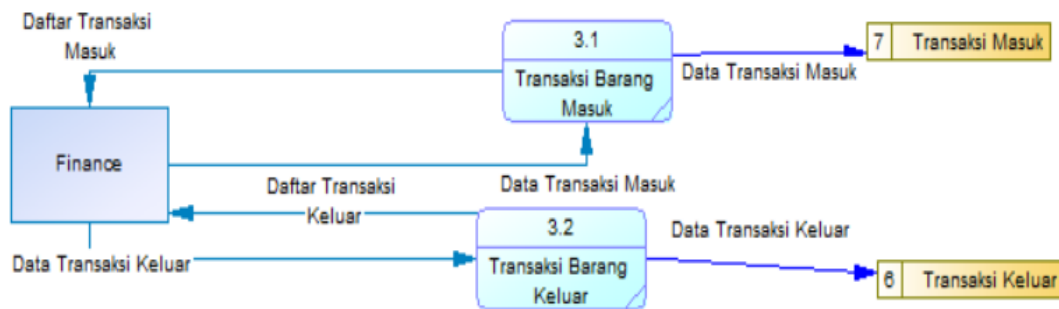 Daftar Transaksi
Masuk
3.1
Transaksi Barang
Masuk
Data Transaksi Masuk
7 Transaksi Masuk
Finance
Data Transaksi Masuk
Daftar Transaksi
Keluar
3.2
Transaksi Barang
Keluar
Data Transaksi Keluar
Data Transaksi Keluar
6 Transaksi Keluar